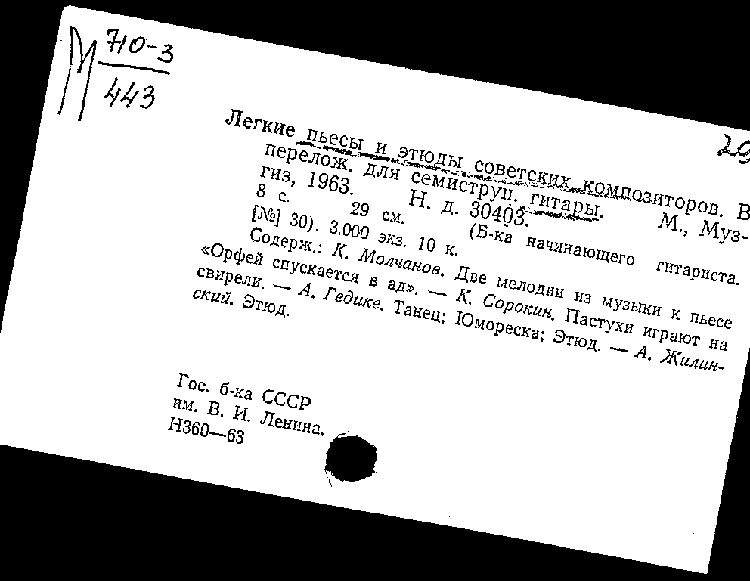 М 710-3
443
29
Легкие пьесы и этюды советских композиторов. В
перелож. для семиструн. гитары. М., Муз-
гиз, 1963. Н. д. 30403.
8 с. 29 см. (Б-ка начинающего гитариста.
[№] 30). 3.000 экз. 10 к.
Содерж.: К. Молчанов. Две мелодии из музыки к пьесе
«Орфей спускается в ад». — К. Сорокин. Пастухи играют на
свирели. — А. Гедике. Танец; Юмореска; Этюд. — А. Жилин-
ский. Этюд.
Гос. б-ка СССР
им. В. И. Ленина.
Н360—63